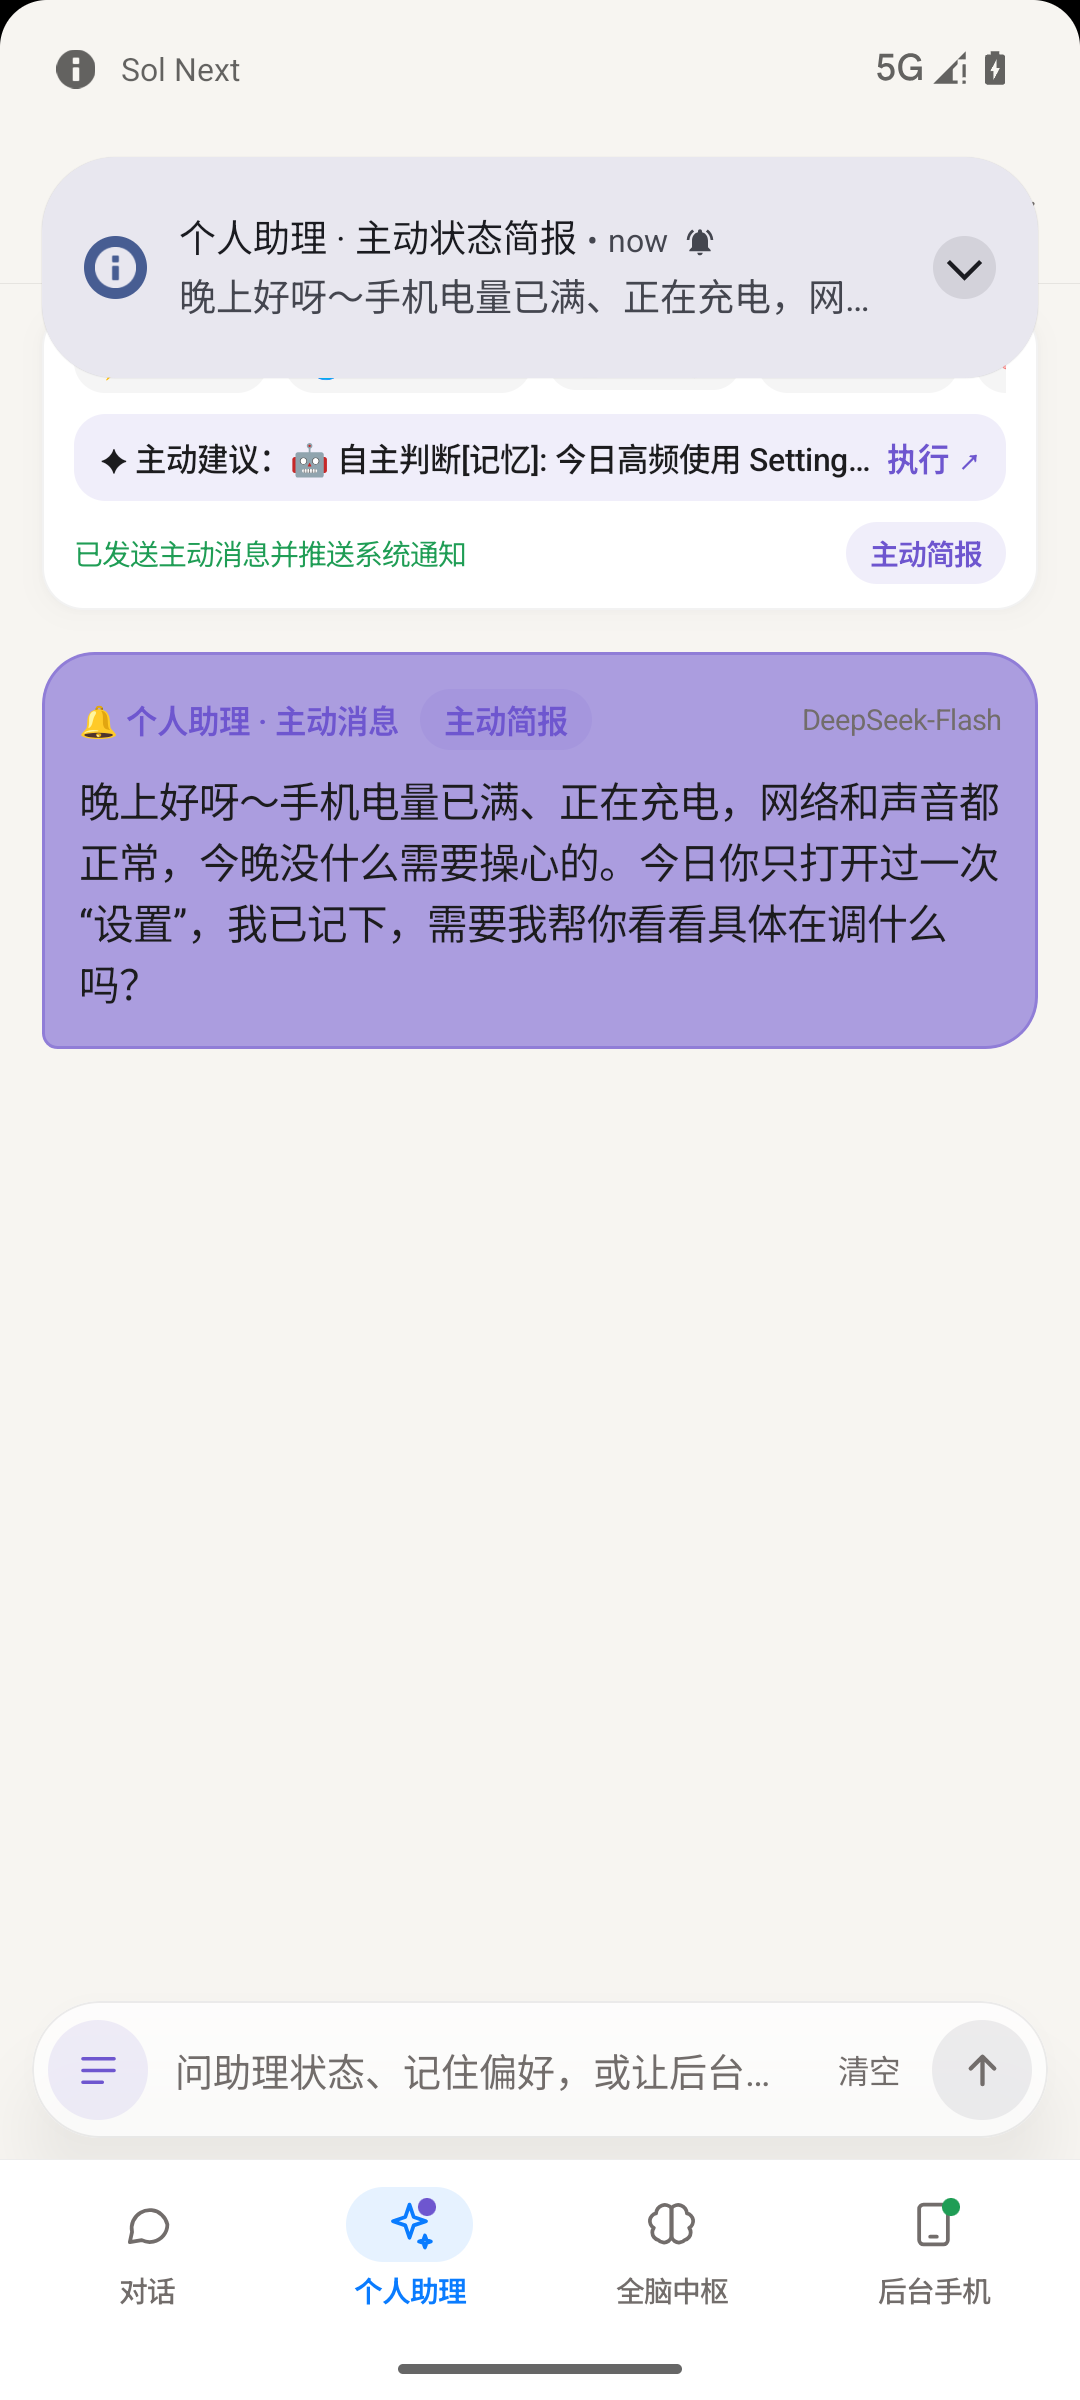 Sol Next
5G
个人助理 · 主动状态简报 • now
晚上好呀～手机电量已满、正在充电，网...
✦ 主动建议：🤖 自主判断[记忆]: 今日高频使用 Setting... 执行 ↗
已发送主动消息并推送系统通知
主动简报
🔔 个人助理 · 主动消息 主动简报 DeepSeek-Flash
晚上好呀～手机电量已满、正在充电，网络和声音都
正常，今晚没什么需要操心的。今日你只打开过一次
“设置”，我已记下，需要我帮你看看具体在调什么
吗？
问助理状态、记住偏好，或让后台... 清空
对话 个人助理 全脑中枢 后台手机